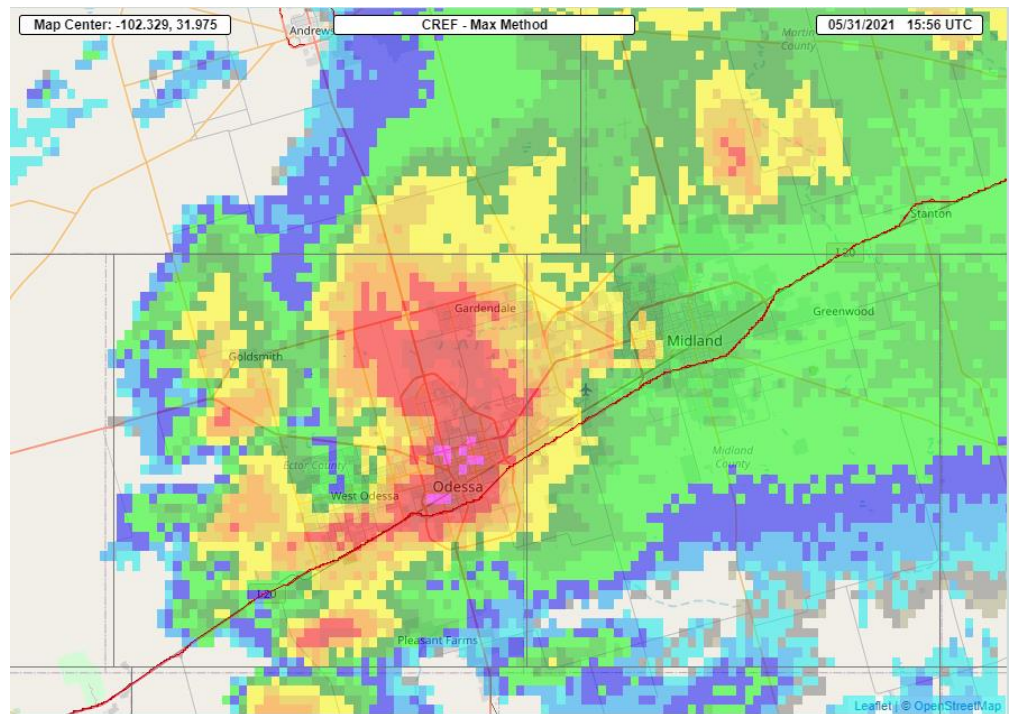 Map Center: -102.329, 31.975
CREF - Max Method
05/31/2021 15:56 UTC
Andrews
Martin
County
Stanton
I-20
Gardendale
Greenwood
Midland
Goldsmith
Midland
County
Ector County
Odessa
West Odessa
I-20
Pleasant Farms
Leaflet | © OpenStreetMap